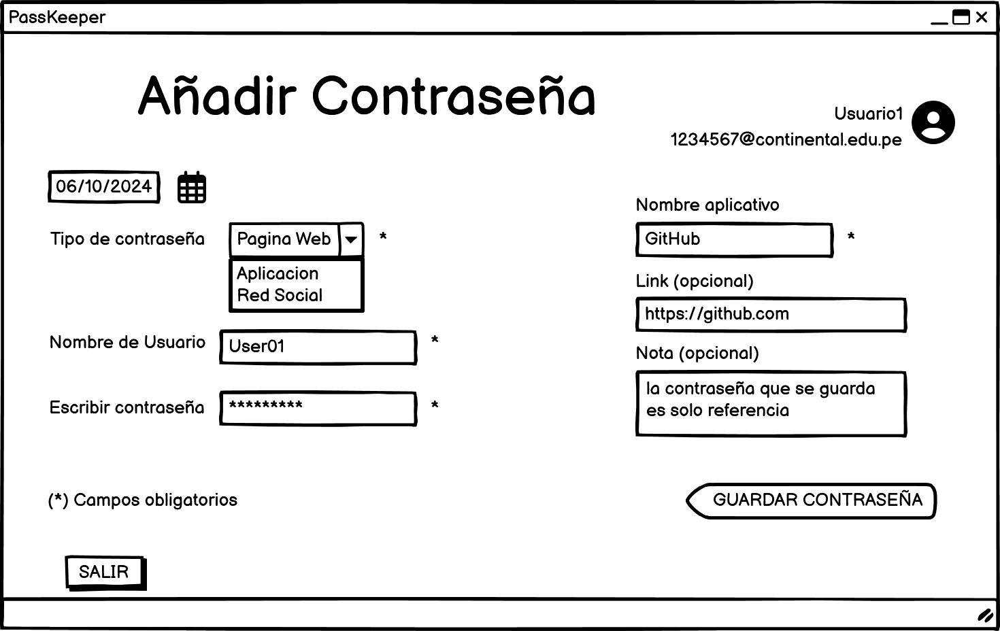 PassKeeper
Añadir Contraseña
Usuario1
1234567@continental.edu.pe
06/10/2024
Tipo de contraseña
Pagina Web
*
Aplicacion
Red Social
Nombre de Usuario
User01
*
Escribir contraseña
*********
*
Nombre aplicativo
GitHub
*
Link (opcional)
https://github.com
Nota (opcional)
la contraseña que se guarda
es solo referencia
(*) Campos obligatorios
GUARDAR CONTRASEÑA
SALIR